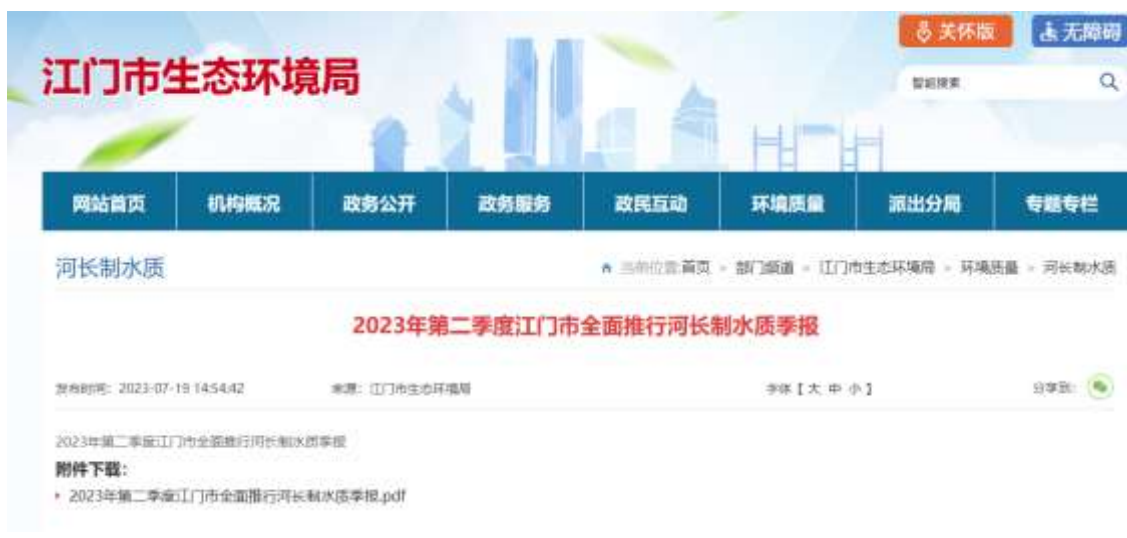 关怀版 无障碍
江门市生态环境局
智能搜索
网站首页 机构概况 政务公开 政务服务 政民互动 环境质量 派出分局 专题专栏
河长制水质 当前位置:首页 > 部门频道 > 江门市生态环境局 > 环境质量 > 河长制水质
2023年第二季度江门市全面推行河长制水质季报
发布时间: 2023-07-19 14:54:42 来源: 江门市生态环境局 字体【大 中 小】 分享到:
2023年第二季度江门市全面推行河长制水质季报
附件下载:
2023年第二季度江门市全面推行河长制水质季报.pdf